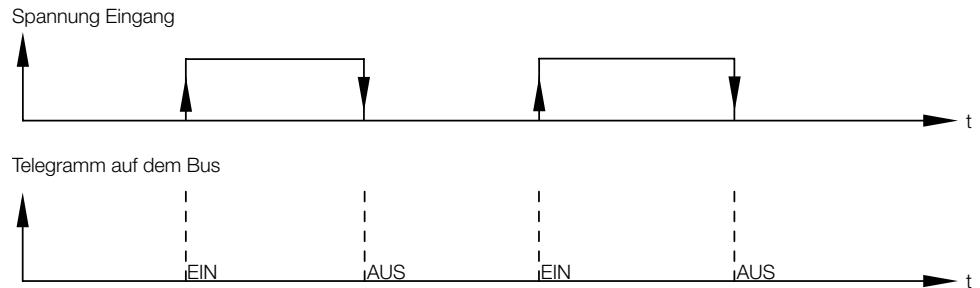 Spannung Eingang
t
Telegramm auf dem Bus
EIN AUS EIN AUS
t